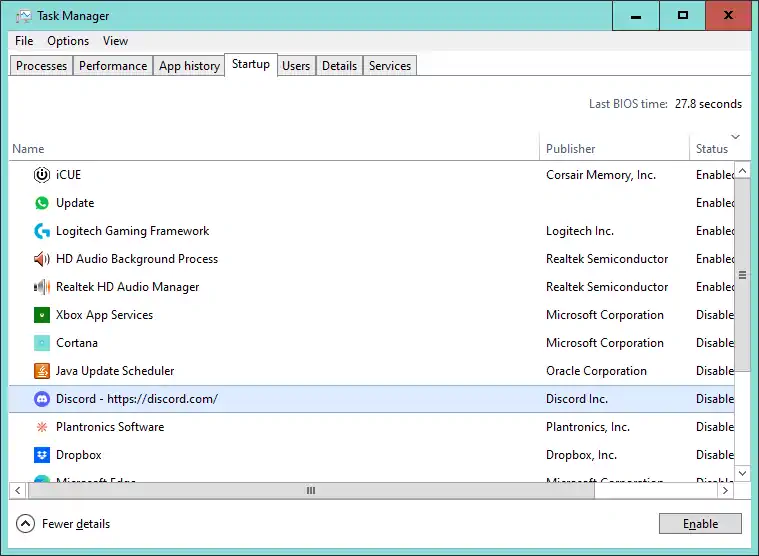 Task Manager
File Options View
Processes Performance App history Startup Users Details Services
Last BIOS time: 27.8 seconds
Name Publisher Status
iCUE Corsair Memory, Inc. Enabled
Update Enabled
Logitech Gaming Framework Logitech Inc. Enabled
HD Audio Background Process Realtek Semiconductor Enabled
Realtek HD Audio Manager Realtek Semiconductor Enabled
Xbox App Services Microsoft Corporation Disable
Cortana Microsoft Corporation Disable
Java Update Scheduler Oracle Corporation Disable
Discord - https://discord.com/ Discord Inc. Disable
Plantronics Software Plantronics, Inc. Disable
Dropbox Dropbox, Inc. Disable
Microsoft Edge
Fewer details Enable